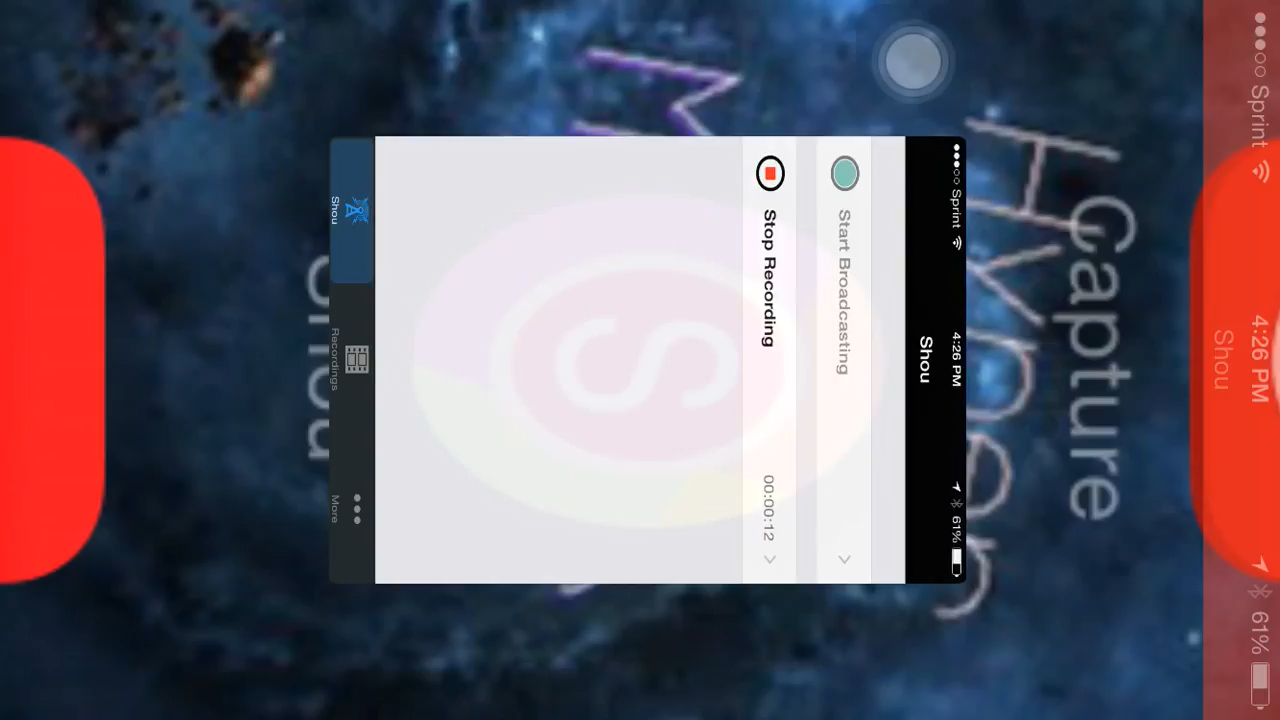 ●●●○○ Sprint 4:26 PM 61%
Shou
Capture
●●●○○ Sprint 4:26 PM 61%
Shou
Start Broadcasting
Stop Recording 00:00:12
Shou Recordings More